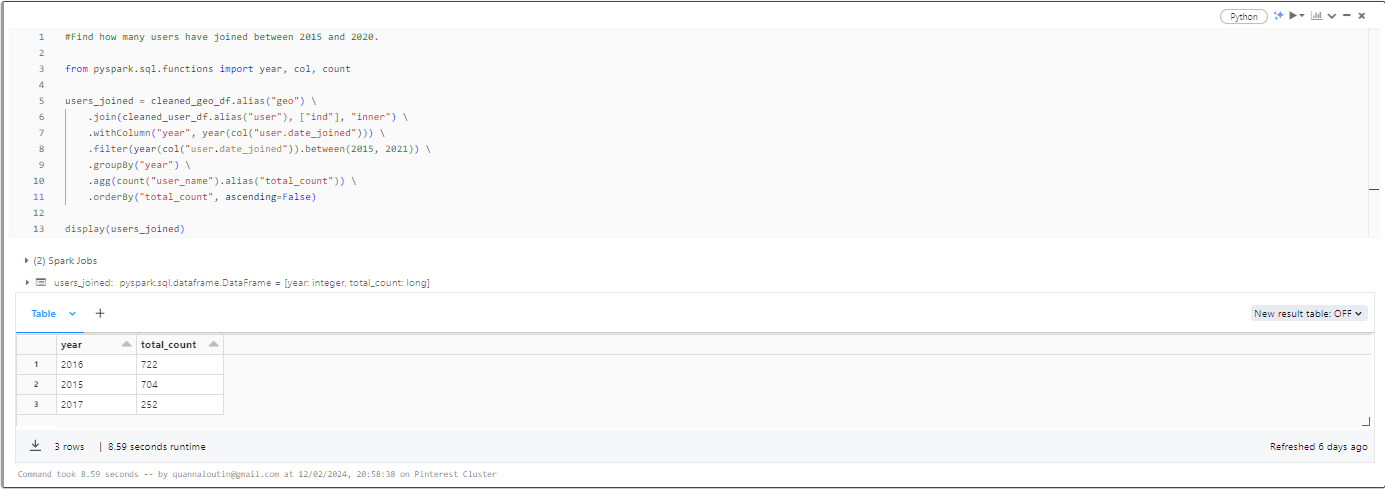 Python
1 #Find how many users have joined between 2015 and 2020.
2
3 from pyspark.sql.functions import year, col, count
4
5 users_joined = cleaned_geo_df.alias("geo") \
6 .join(cleaned_user_df.alias("user"), ["ind"], "inner") \
7 .withColumn("year", year(col("user.date_joined"))) \
8 .filter(year(col("user.date_joined")).between(2015, 2021)) \
9 .groupBy("year") \
10 .agg(count("user_name").alias("total_count")) \
11 .orderBy("total_count", ascending=False)
12
13 display(users_joined)
(2) Spark Jobs
users_joined: pyspark.sql.dataframe.DataFrame = [year: integer, total_count: long]
Table + New result table: OFF
year total_count
1 2016 722
2 2015 704
3 2017 252
3 rows | 8.59 seconds runtime Refreshed 6 days ago
Command took 8.59 seconds -- by quannaloutin@gmail.com at 12/02/2024, 20:58:38 on Pinterest Cluster